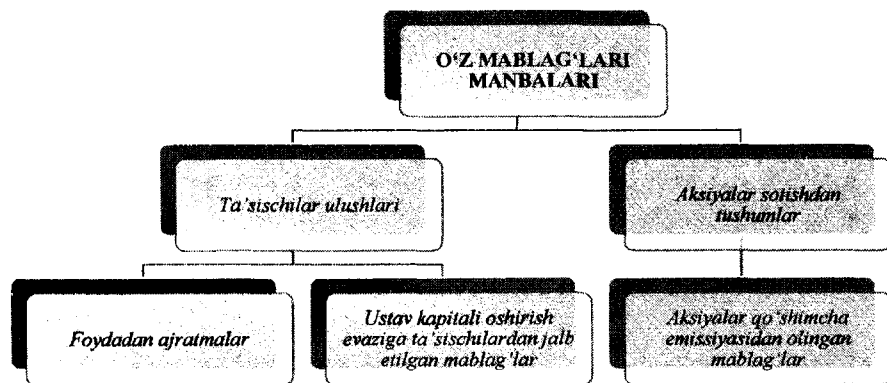 O‘Z MABLAG‘LARI
MANBALARI
Ta’sischilar ulushlari
Aksiyalar sotishdan
tushumlar
Foydadan ajratmalar
Ustav kapitali oshirish
evaziga ta’sischulardan jalb
etilgan mablag‘lar
Aksiyalar qo‘shimcha
emissiyasidan olingan
mablag‘lar